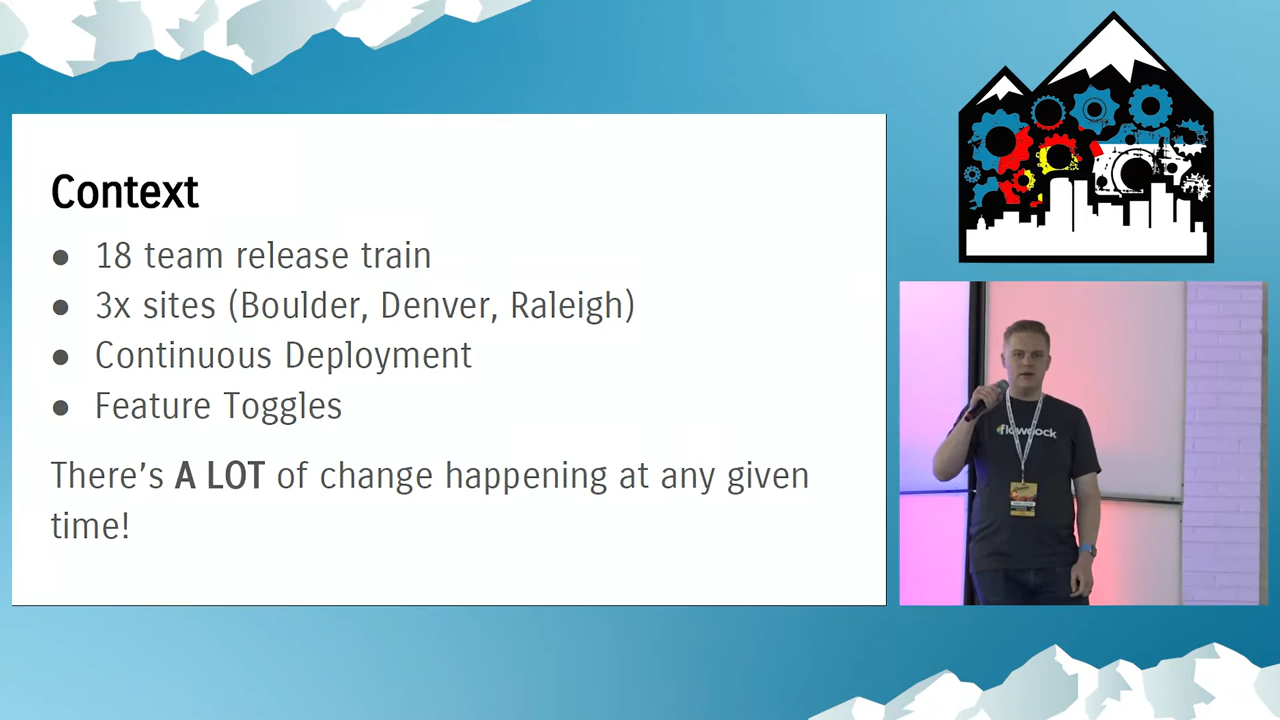 Context
● 18 team release train
● 3x sites (Boulder, Denver, Raleigh)
● Continuous Deployment
● Feature Toggles
There's A LOT of change happening at any given
time!
flowdock